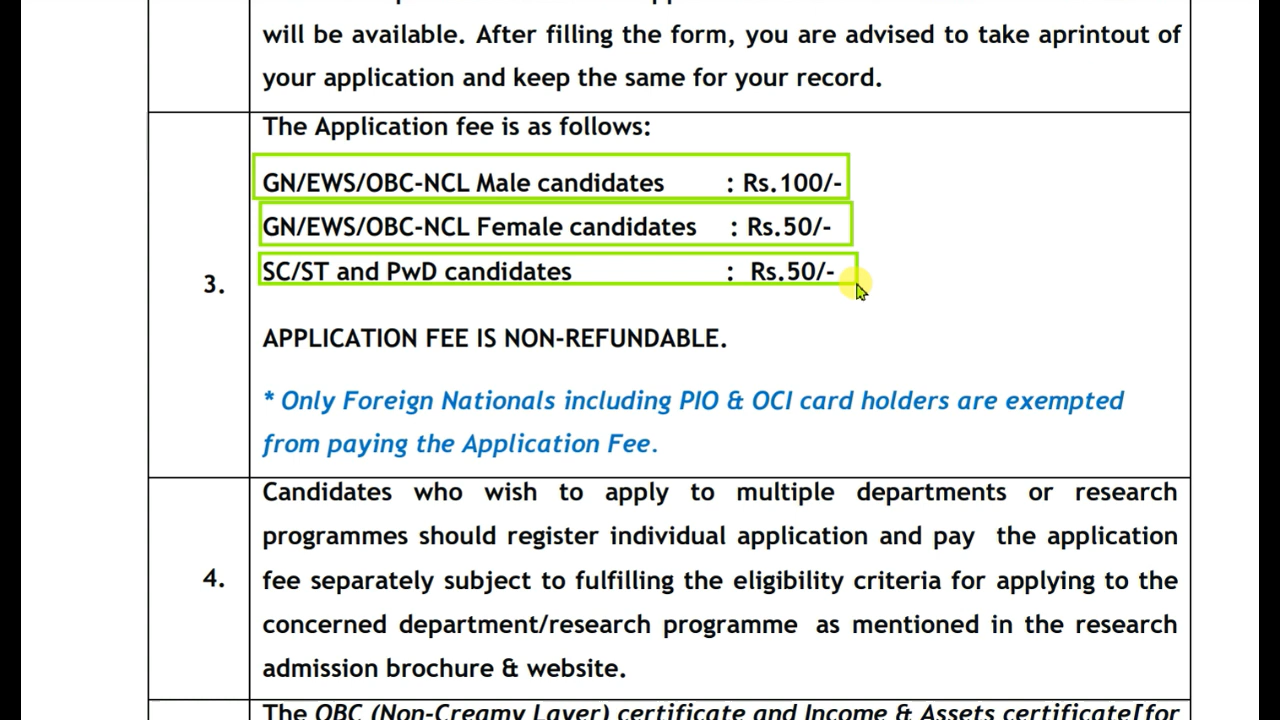 will be available. After filling the form, you are advised to take aprintout of
your application and keep the same for your record.
3.
The Application fee is as follows:
GN/EWS/OBC-NCL Male candidates : Rs.100/-
GN/EWS/OBC-NCL Female candidates : Rs.50/-
SC/ST and PwD candidates : Rs.50/-
APPLICATION FEE IS NON-REFUNDABLE.
* Only Foreign Nationals including PIO & OCI card holders are exempted
from paying the Application Fee.
4.
Candidates who wish to apply to multiple departments or research
programmes should register individual application and pay the application
fee separately subject to fulfilling the eligibility criteria for applying to the
concerned department/research programme as mentioned in the research
admission brochure & website.
The OBC (Non-Creamy Layer) certificate and Income & Assets certificate[for